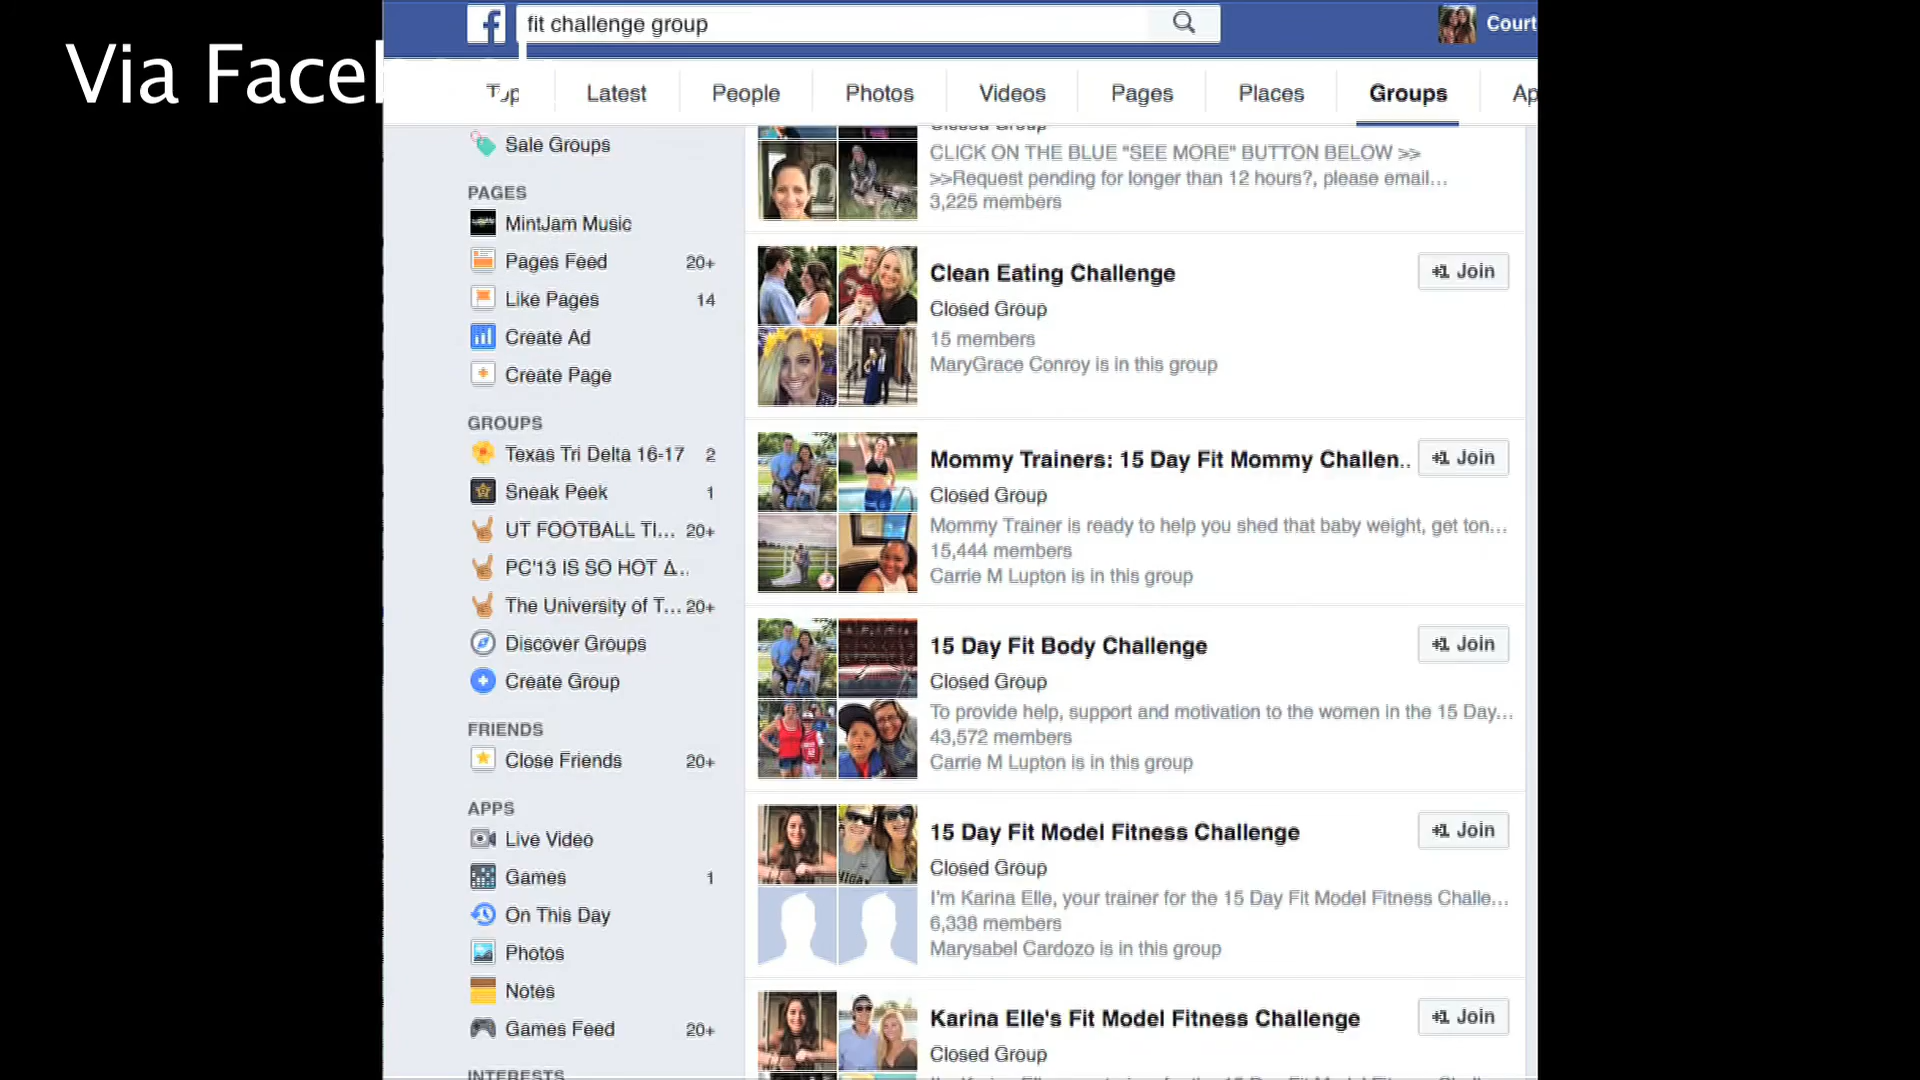 Via Faceb
fit challenge group
Court
Top
Latest
People
Photos
Videos
Pages
Places
Groups
Ap
Sale Groups
PAGES
MintJam Music
Pages Feed 20+
Like Pages 14
Create Ad
Create Page
GROUPS
Texas Tri Delta 16-17 2
Sneak Peek 1
UT FOOTBALL TI... 20+
PC'13 IS SO HOT Δ...
The University of T... 20+
Discover Groups
Create Group
FRIENDS
Close Friends 20+
APPS
Live Video
Games 1
On This Day
Photos
Notes
Games Feed 20+
INTERESTS
Closed Group
CLICK ON THE BLUE "SEE MORE" BUTTON BELOW >>
>>Request pending for longer than 12 hours?, please email...
3,225 members
Clean Eating Challenge
+1 Join
Closed Group
15 members
MaryGrace Conroy is in this group
Mommy Trainers: 15 Day Fit Mommy Challen..
+1 Join
Closed Group
Mommy Trainer is ready to help you shed that baby weight, get ton...
15,444 members
Carrie M Lupton is in this group
15 Day Fit Body Challenge
+1 Join
Closed Group
To provide help, support and motivation to the women in the 15 Day...
43,572 members
Carrie M Lupton is in this group
15 Day Fit Model Fitness Challenge
+1 Join
Closed Group
I'm Karina Elle, your trainer for the 15 Day Fit Model Fitness Challe...
6,338 members
Marysabel Cardozo is in this group
Karina Elle's Fit Model Fitness Challenge
+1 Join
Closed Group